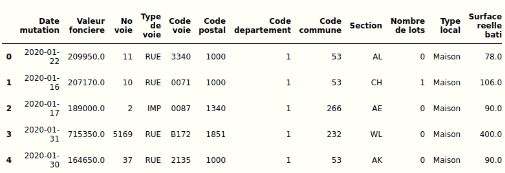 Date mutation Valeur fonciere No voie Type de voie Code voie Code postal Code departement Code commune Section Nombre de lots Type local Surface reelle bati
0 2020-01-22 209950.0 11 RUE 3340 1000 1 53 AL 0 Maison 78.0
1 2020-01-16 207170.0 10 RUE 0071 1000 1 53 CH 1 Maison 106.0
2 2020-01-17 189000.0 2 IMP 0087 1340 1 266 AE 0 Maison 90.0
3 2020-01-31 715350.0 5169 RUE B172 1851 1 232 WL 0 Maison 400.0
4 2020-01-30 164650.0 37 RUE 2135 1000 1 53 AK 0 Maison 90.0